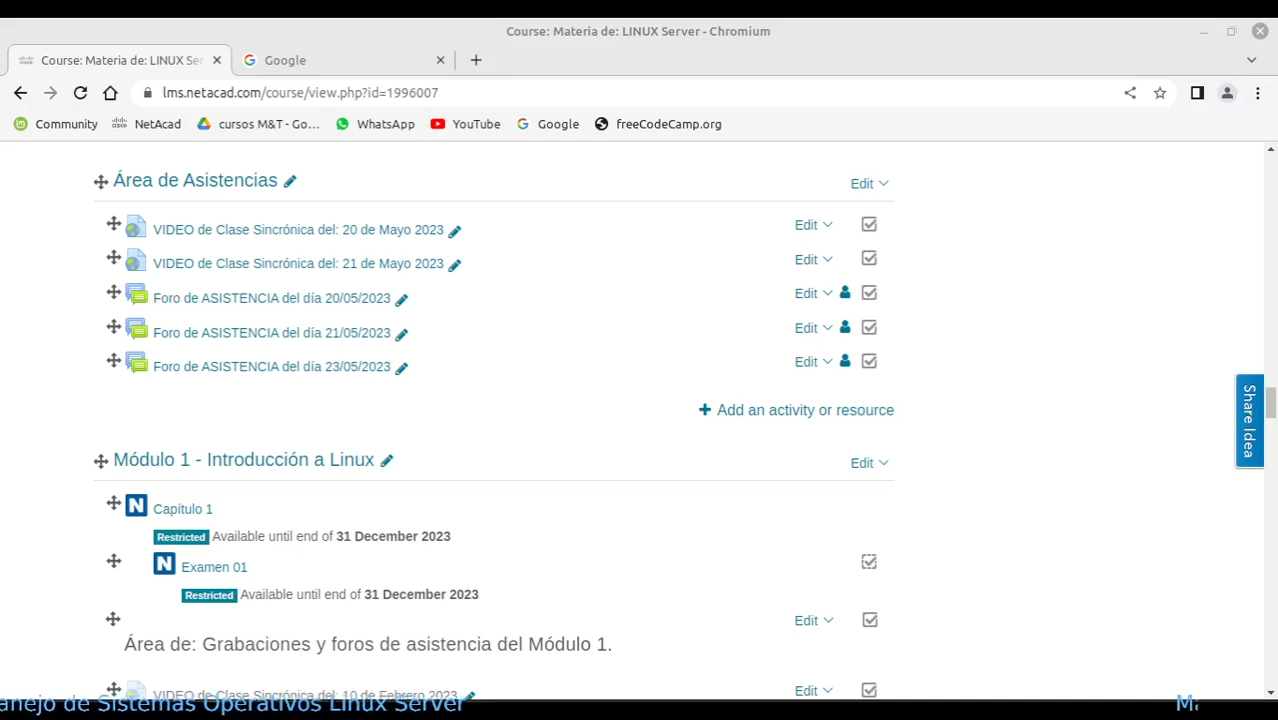 Course: Materia de: LINUX Server - Chromium
Course: Materia de: LINUX Ser
Google
lms.netacad.com/course/view.php?id=1996007
Community NetAcad cursos M&T - Go... WhatsApp YouTube Google freeCodeCamp.org
Área de Asistencias Edit
VIDEO de Clase Sincrónica del: 20 de Mayo 2023 Edit
VIDEO de Clase Sincrónica del: 21 de Mayo 2023 Edit
Foro de ASISTENCIA del día 20/05/2023 Edit
Foro de ASISTENCIA del día 21/05/2023 Edit
Foro de ASISTENCIA del día 23/05/2023 Edit
Add an activity or resource
Share Idea
Módulo 1 - Introducción a Linux Edit
N Capítulo 1
Restricted Available until end of 31 December 2023
N Examen 01
Restricted Available until end of 31 December 2023
Edit
Área de: Grabaciones y foros de asistencia del Módulo 1.
VIDEO de Clase Sincrónica del: 10 de Febrero 2023 Edit
anejo de Sistemas Operativos Linux Server